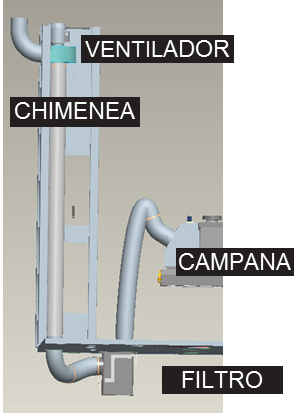 VENTILADOR
CHIMENEA
CAMPANA
FILTRO